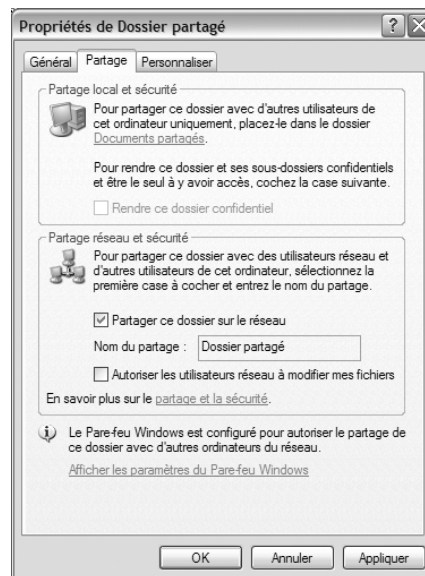 Propriétés de Dossier partagé
Général Partage Personnaliser
Partage local et sécurité
Pour partager ce dossier avec d'autres utilisateurs de
cet ordinateur uniquement, placez-le dans le dossier
Documents partagés.
Pour rendre ce dossier et ses sous-dossiers confidentiels
et être le seul à y avoir accès, cochez la case suivante.
Rendre ce dossier confidentiel
Partage réseau et sécurité
Pour partager ce dossier avec des utilisateurs réseau et
d'autres utilisateurs de cet ordinateur, sélectionnez la
première case à cocher et entrez le nom du partage.
Partager ce dossier sur le réseau
Nom du partage : Dossier partagé
Autoriser les utilisateurs réseau à modifier mes fichiers
En savoir plus sur le partage et la sécurité.
Le Pare-feu Windows est configuré pour autoriser le partage de
ce dossier avec d'autres ordinateurs du réseau.
Afficher les paramètres du Pare-feu Windows
OK Annuler Appliquer